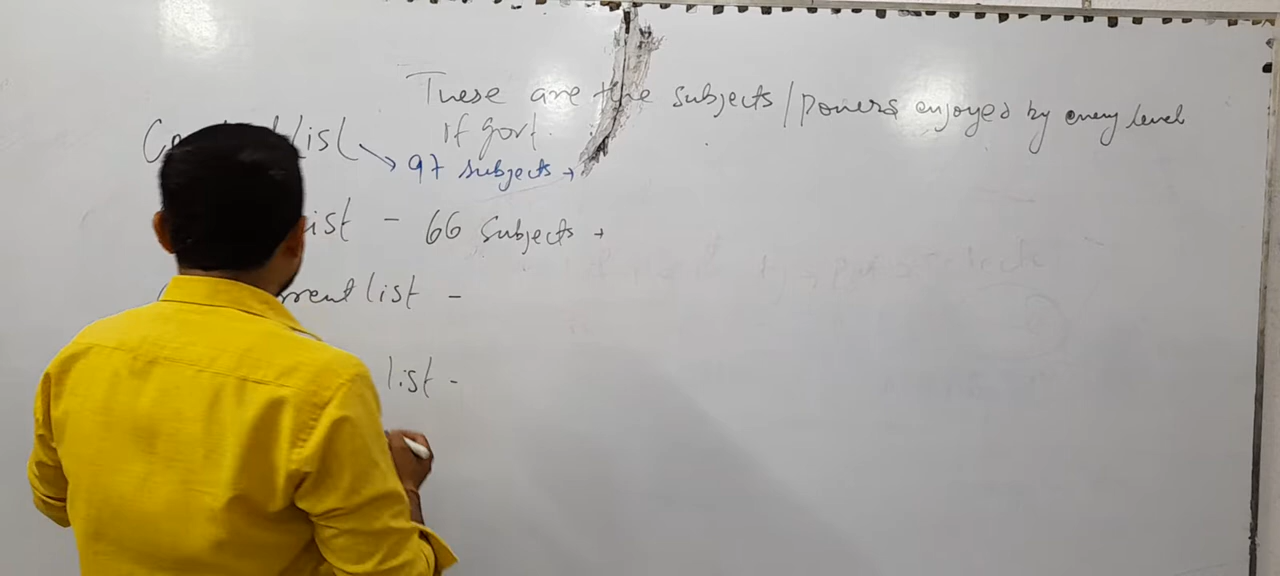 These are the subjects / powers enjoyed by every level
If govt.
list → 97 subjects →
ist - 66 Subjects →
rrent list -
list -